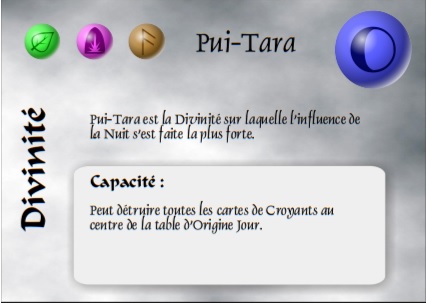 Pui-Tara
Divinité
Pui-Tara est la Divinité sur laquelle l'influence de
la Nuit s'est faite la plus forte.
Capacité :
Peut détruire toutes les cartes de Croyants au
centre de la table d'Origine Jour.